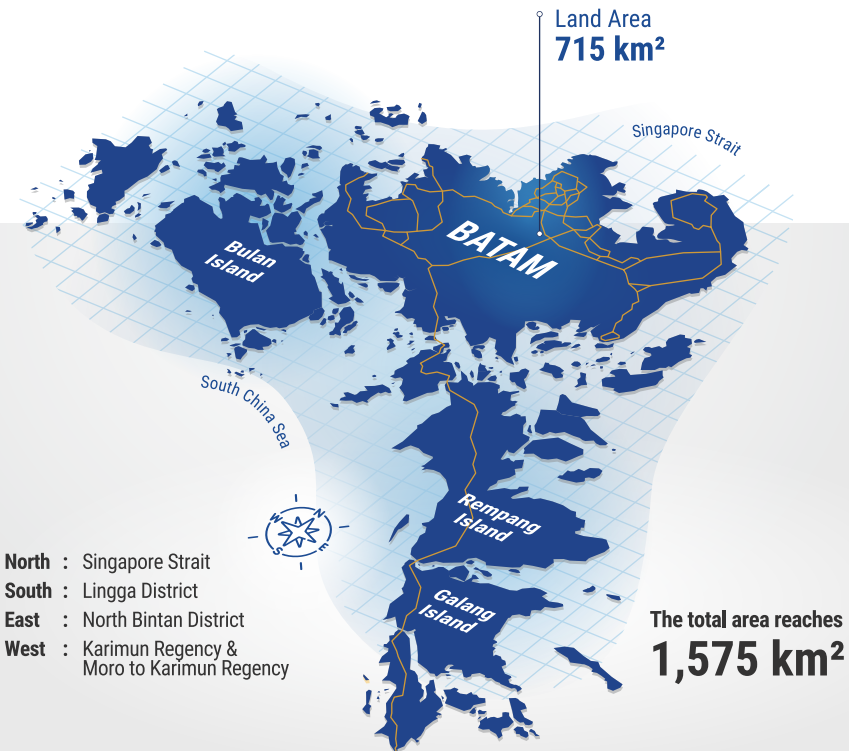 Land Area
715 km²
Singapore Strait
BATAM
Bulan
Island
South China Sea
N
W
E
S
Rempang
Island
Galang
Island
North : Singapore Strait
South : Lingga District
East : North Bintan District
West : Karimun Regency &
Moro to Karimun Regency
The total area reaches
1,575 km²